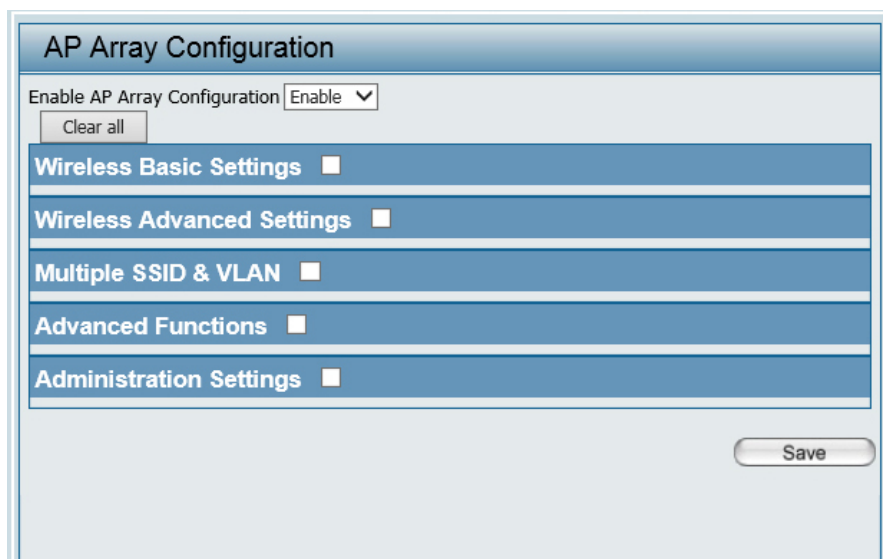 AP Array Configuration
Enable AP Array Configuration Enable
Clear all
Wireless Basic Settings
Wireless Advanced Settings
Multiple SSID & VLAN
Advanced Functions
Administration Settings
Save